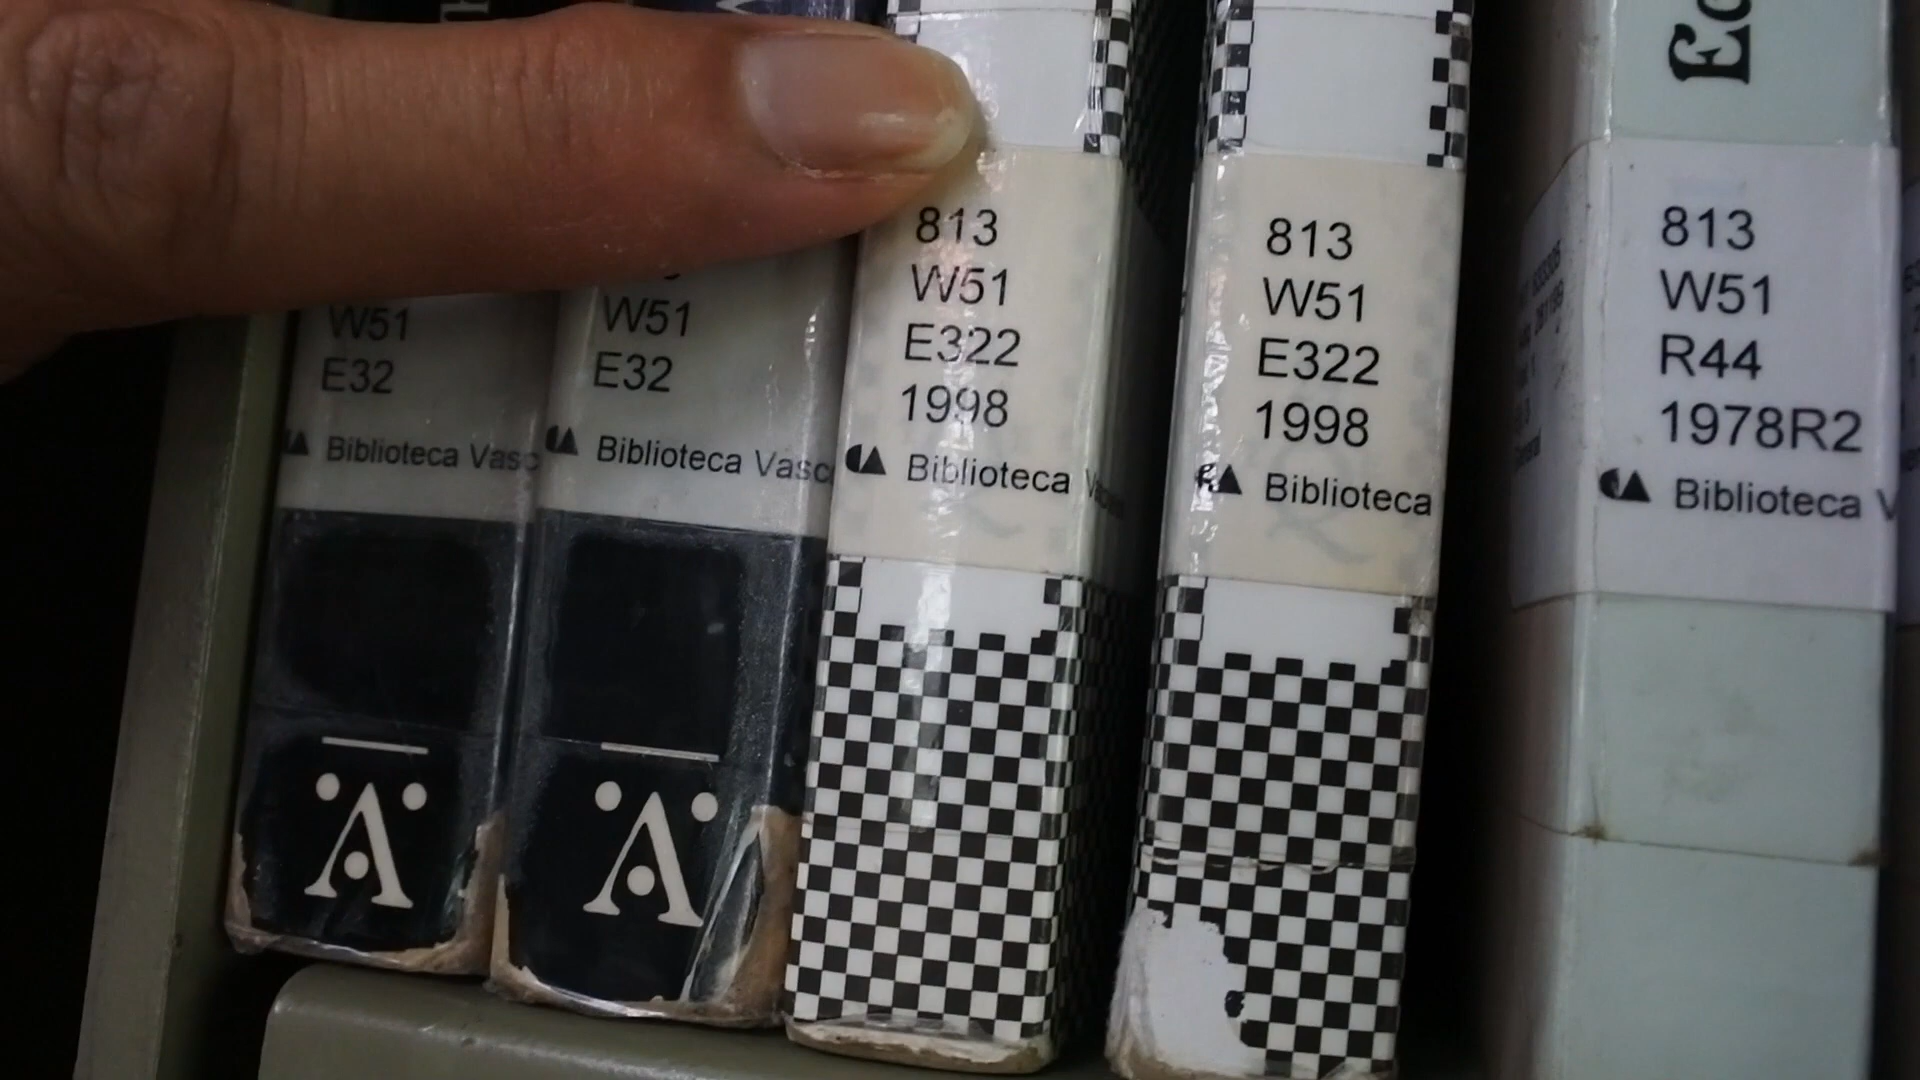 W51
E32
Biblioteca Vasc
W51
E32
Biblioteca Vasc
813
W51
E322
1998
Biblioteca
813
W51
E322
1998
Biblioteca
Ed
813
W51
R44
1978R2
Biblioteca V
A
A